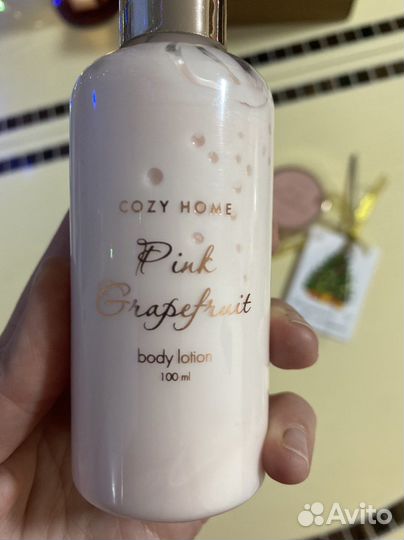 COZY HOME
Pink
Grapefruit
body lotion
100 ml
Avito